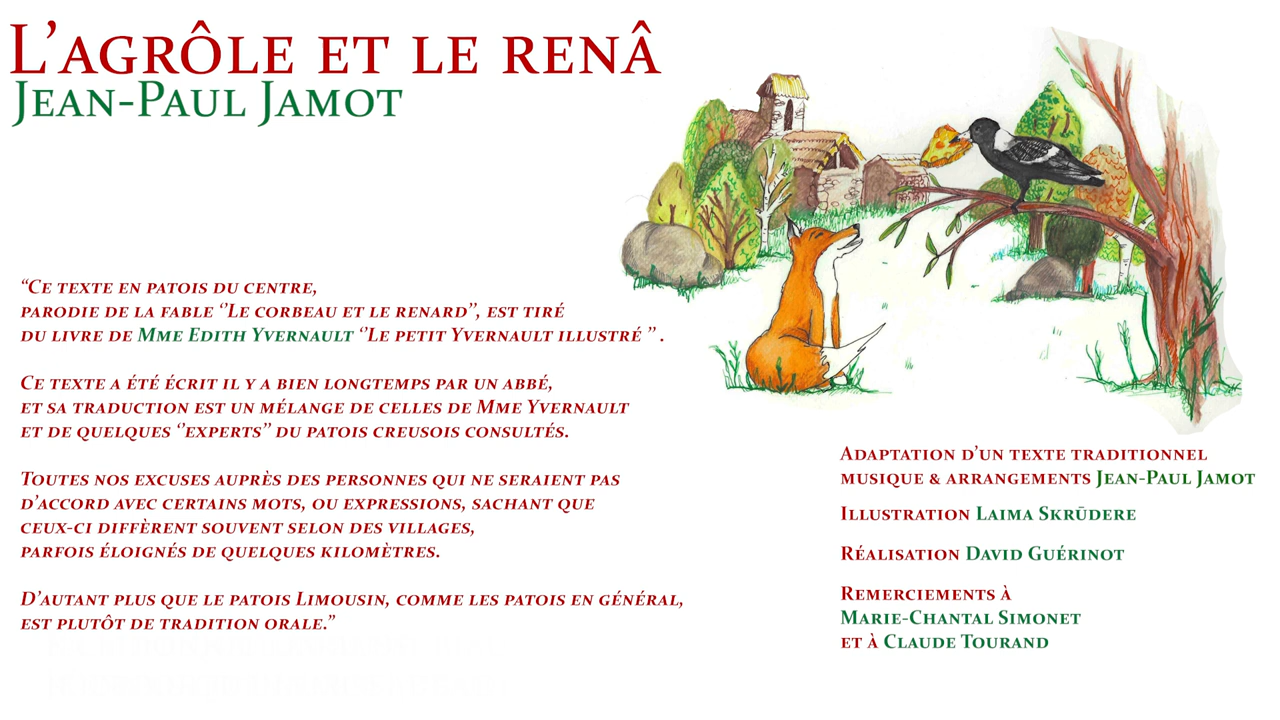 L’AGRÔLE ET LE RENÂ
JEAN-PAUL JAMOT
“CE TEXTE EN PATOIS DU CENTRE,
PARODIE DE LA FABLE ‘’LE CORBEAU ET LE RENARD’’, EST TIRÉ
DU LIVRE DE MME EDITH YVERNAULT ‘’LE PETIT YVERNAULT ILLUSTRÉ ’’ .
CE TEXTE A ÉTÉ ÉCRIT IL Y A BIEN LONGTEMPS PAR UN ABBÉ,
ET SA TRADUCTION EST UN MÉLANGE DE CELLES DE MME YVERNAULT
ET DE QUELQUES ‘’EXPERTS’’ DU PATOIS CREUSOIS CONSULTÉS.
TOUTES NOS EXCUSES AUPRÈS DES PERSONNES QUI NE SERAIENT PAS
D’ACCORD AVEC CERTAINS MOTS, OU EXPRESSIONS, SACHANT QUE
CEUX-CI DIFFÈRENT SOUVENT SELON DES VILLAGES,
PARFOIS ÉLOIGNÉS DE QUELQUES KILOMÈTRES.
D’AUTANT PLUS QUE LE PATOIS LIMOUSIN, COMME LES PATOIS EN GÉNÉRAL,
EST PLUTÔT DE TRADITION ORALE.”
ADAPTATION D’UN TEXTE TRADITIONNEL
MUSIQUE & ARRANGEMENTS JEAN-PAUL JAMOT
ILLUSTRATION LAIMA SKRŪDERE
RÉALISATION DAVID GUÉRINOT
REMERCIEMENTS À
MARIE-CHANTAL SIMONET
ET À CLAUDE TOURAND